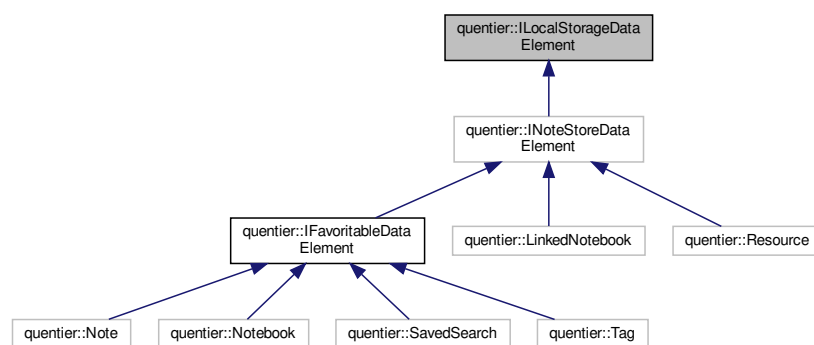 quentier::ILocalStorageData
Element
quentier::INoteStoreData
Element
quentier::IFavoritableData
Element
quentier::LinkedNotebook
quentier::Resource
quentier::Note
quentier::Notebook
quentier::SavedSearch
quentier::Tag